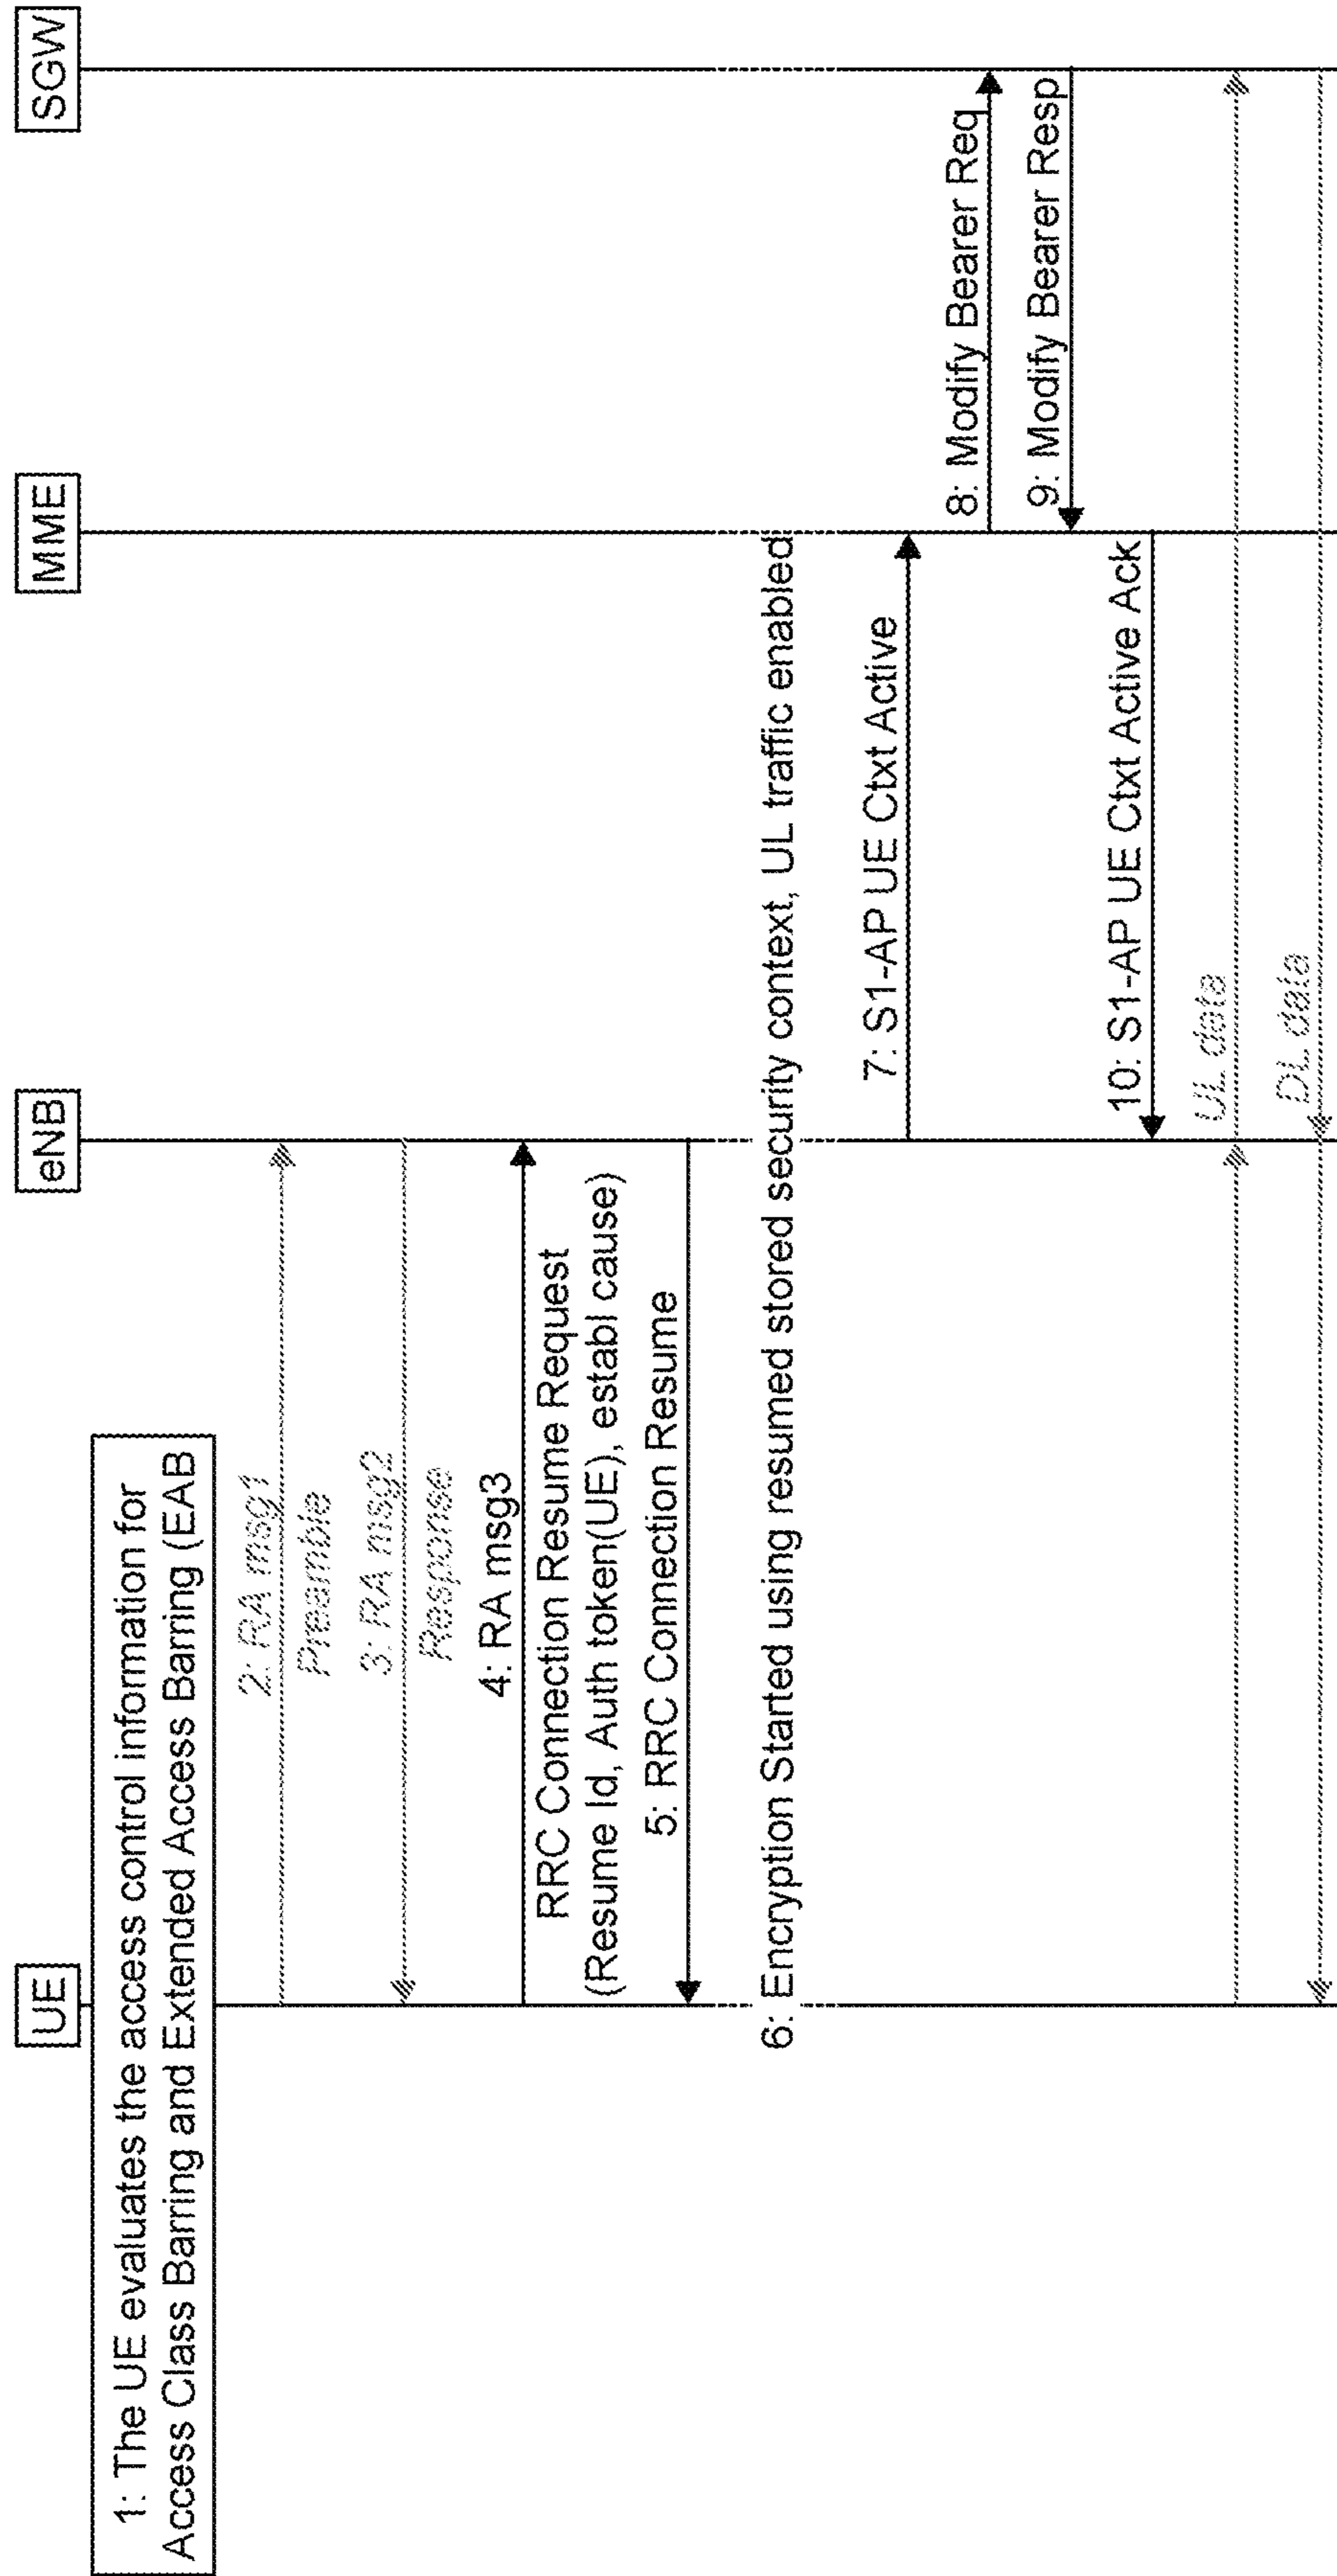 UE
eNB
MME
SGW
1: The UE evaluates the access control information for
Access Class Barring and Extended Access Barring (EAB
2: RA msg1
Preamble
3: RA msg2
Response
4: RA msg3
RRC Connection Resume Request
(Resume Id, Auth token(UE), establ cause)
5: RRC Connection Resume
6: Encryption Started using resumed stored security context, UL traffic enabled
7: S1-AP UE Ctxt Active
8: Modify Bearer Req
9: Modify Bearer Resp
10: S1-AP UE Ctxt Active Ack
UL data
DL data